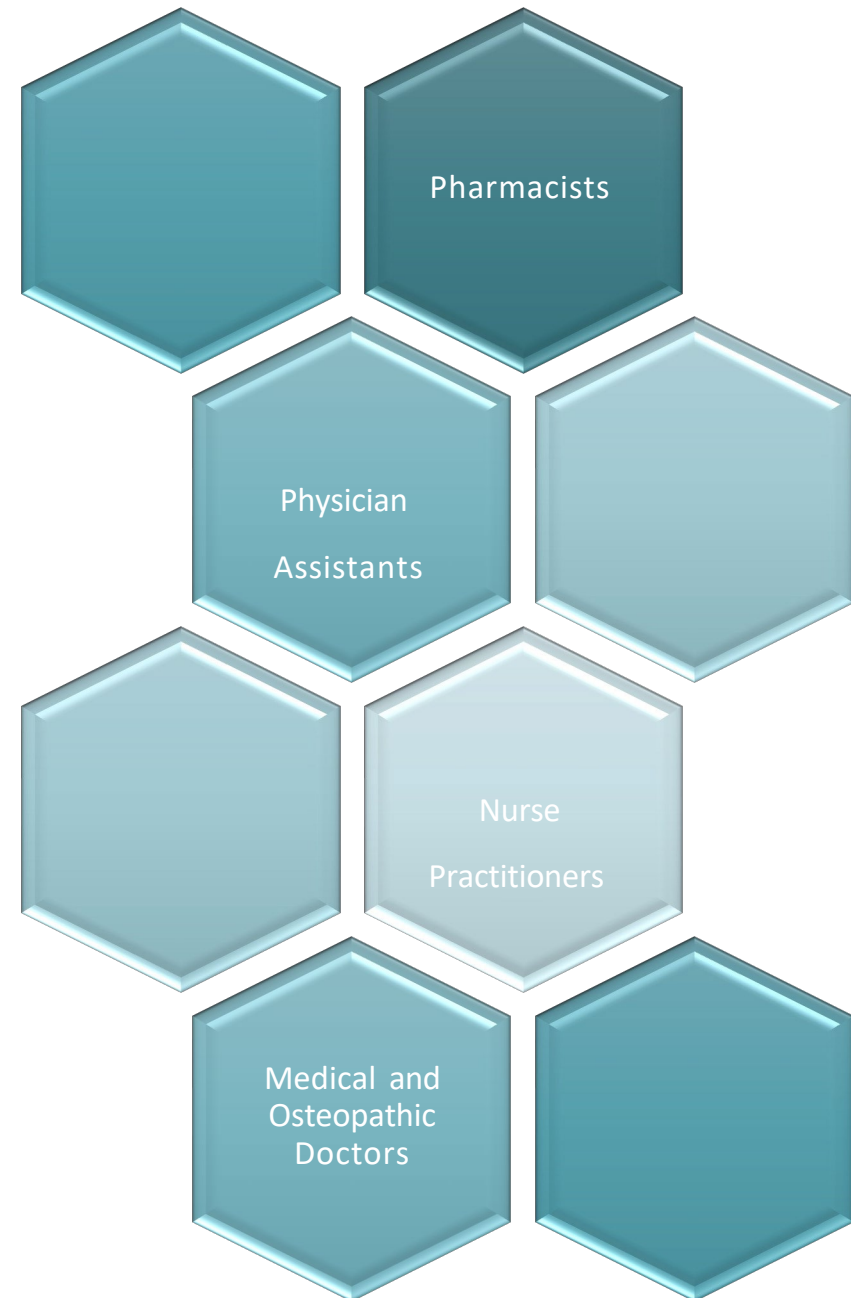 Pharmacists
Physician
Assistants
Nurse
Practitioners
Medical and
Osteopathic
Doctors